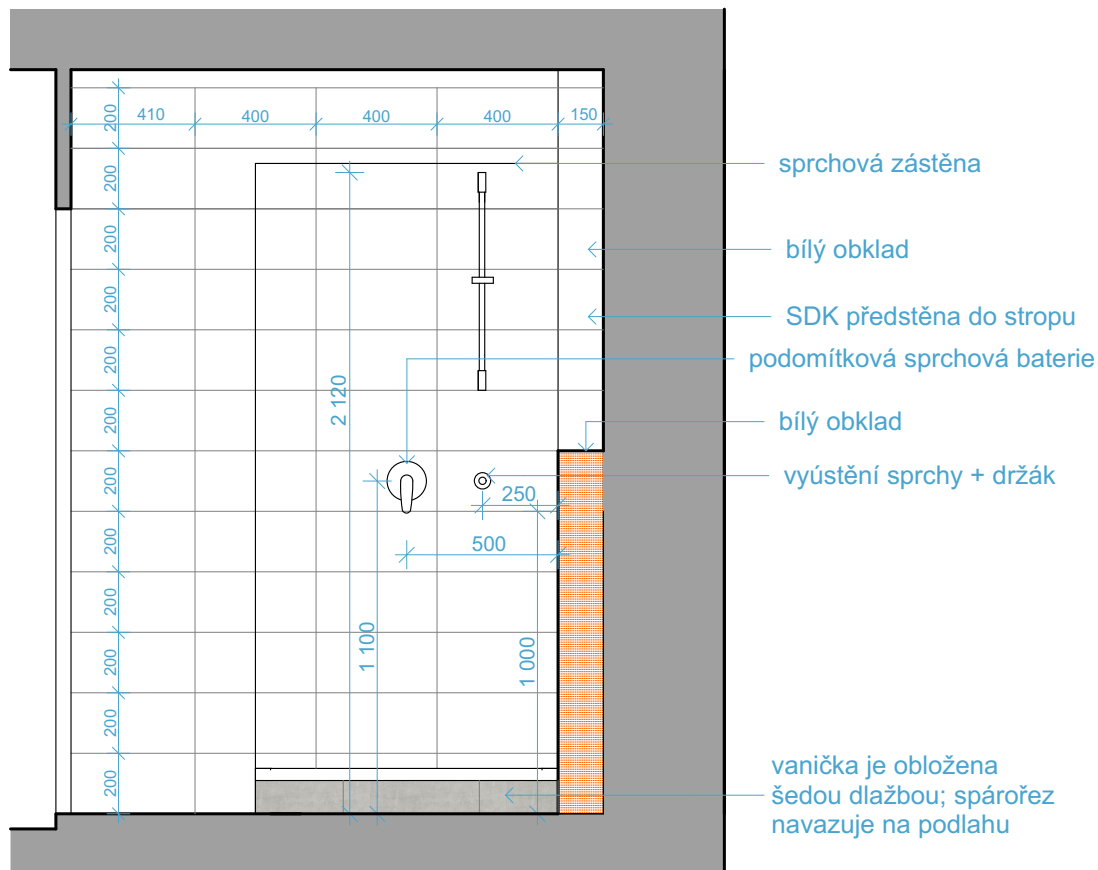 410
400
400
400
150
200
200
200
200
200
200
200
200
200
200
200
200
2 120
1 100
1 000
250
500
sprchová zástěna
bílý obklad
SDK předstěna do stropu
podomítková sprchová baterie
bílý obklad
vyústění sprchy + držák
vanička je obložena
šedou dlažbou; spárořez
navazuje na podlahu